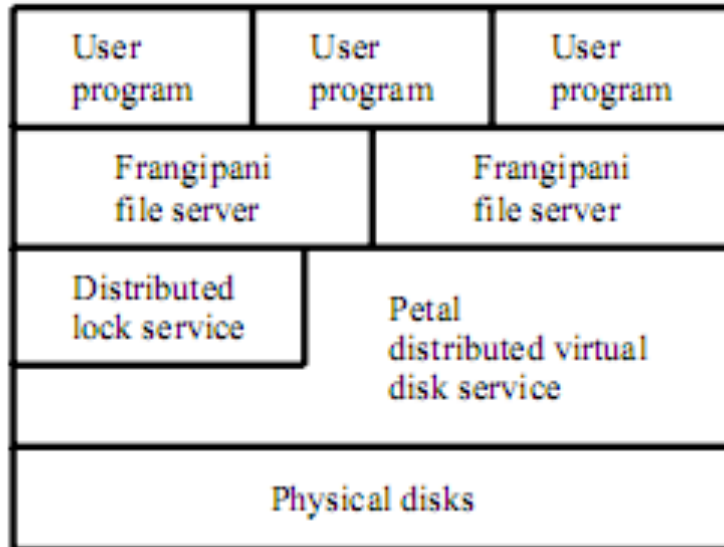 User
program
User
program
User
program
Frangipani
file server
Frangipani
file server
Distributed
lock service
Petal
distributed virtual
disk service
Physical disks